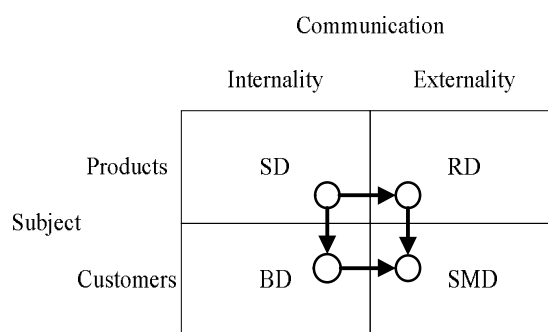 Communication
Internality Externality
Products SD RD
Subject
Customers BD SMD